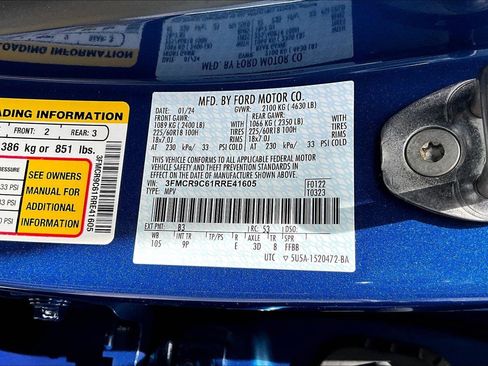 ADING INFORMATION
FRONT: 2 REAR: 3
386 kg or 851 lbs.
SEE OWNERS
MANUAL FOR
ADDITIONAL
INFORMATION
3FMCR9C61RRE41605
MFD. BY FORD MOTOR CO.
DATE: 01/24 GVWR: 2100 KG ( 4630 LB)
FRONT GAWR: REAR GAWR:
1089 KG ( 2400 LB) 1066 KG ( 2350 LB)
225/60R18 100H 225/60R18 100H
18x7.0J RIMS 18x7.0J
AT 230 kPa/ 33 PSI COLD AT 230 kPa/ 33 PSI COLD
THIS VEHICLE CONFORMS TO ALL APPLICABLE FEDERAL MOTOR
VEHICLE SAFETY AND THEFT PREVENTION STANDARDS IN EFFECT
ON THE DATE OF MANUFACTURE SHOWN ABOVE.
VIN: 3FMCR9C61RRE41605
TYPE: MPV
F0122
T0323
EXT PNT: B3 RC: 53 DSO:
WB INT TR TP/PS R AXLE TR SPR
105 9P E 3D 8 FFBB
UTC 5U5A-1520472-BA